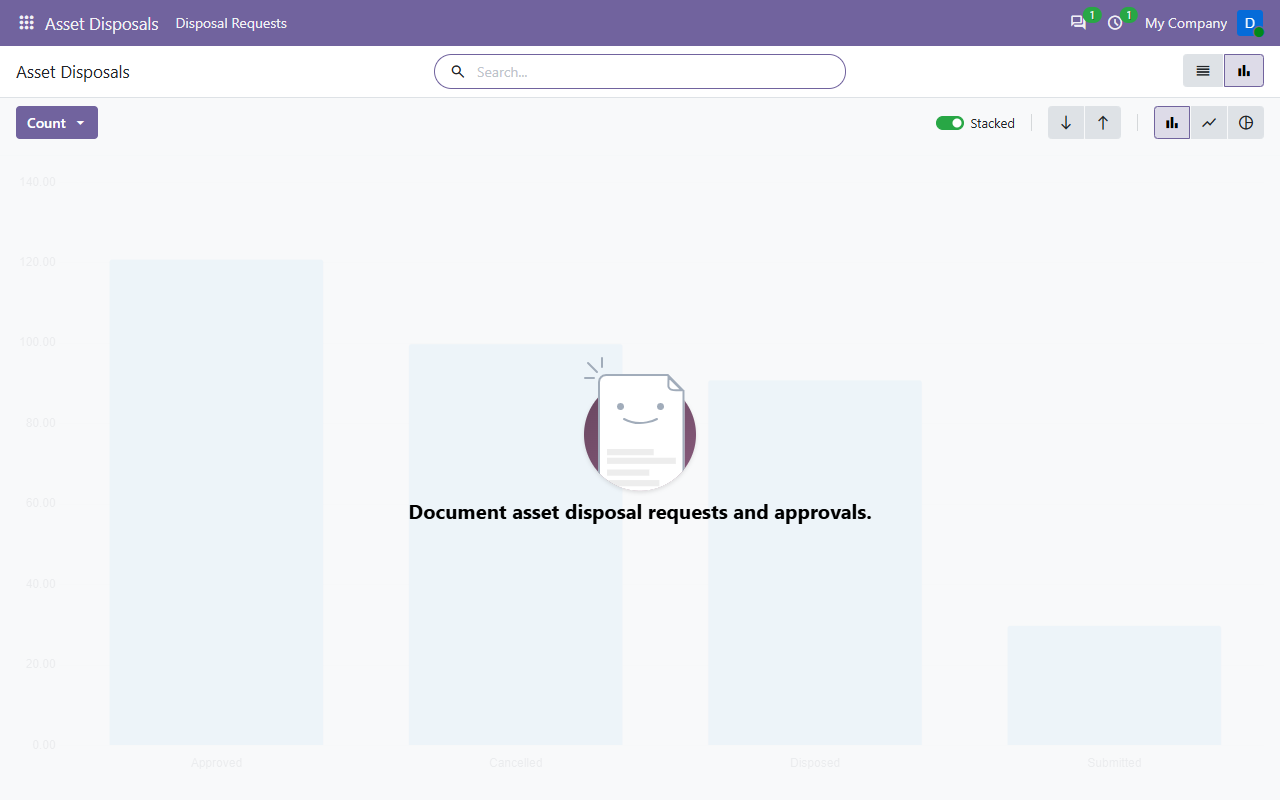 Asset Disposals
Disposal Requests
1
1
My Company
D
Asset Disposals
Search...
Count
Stacked
140.00
120.00
100.00
80.00
60.00
40.00
20.00
0.00
Document asset disposal requests and approvals.
Approved
Cancelled
Disposed
Submitted